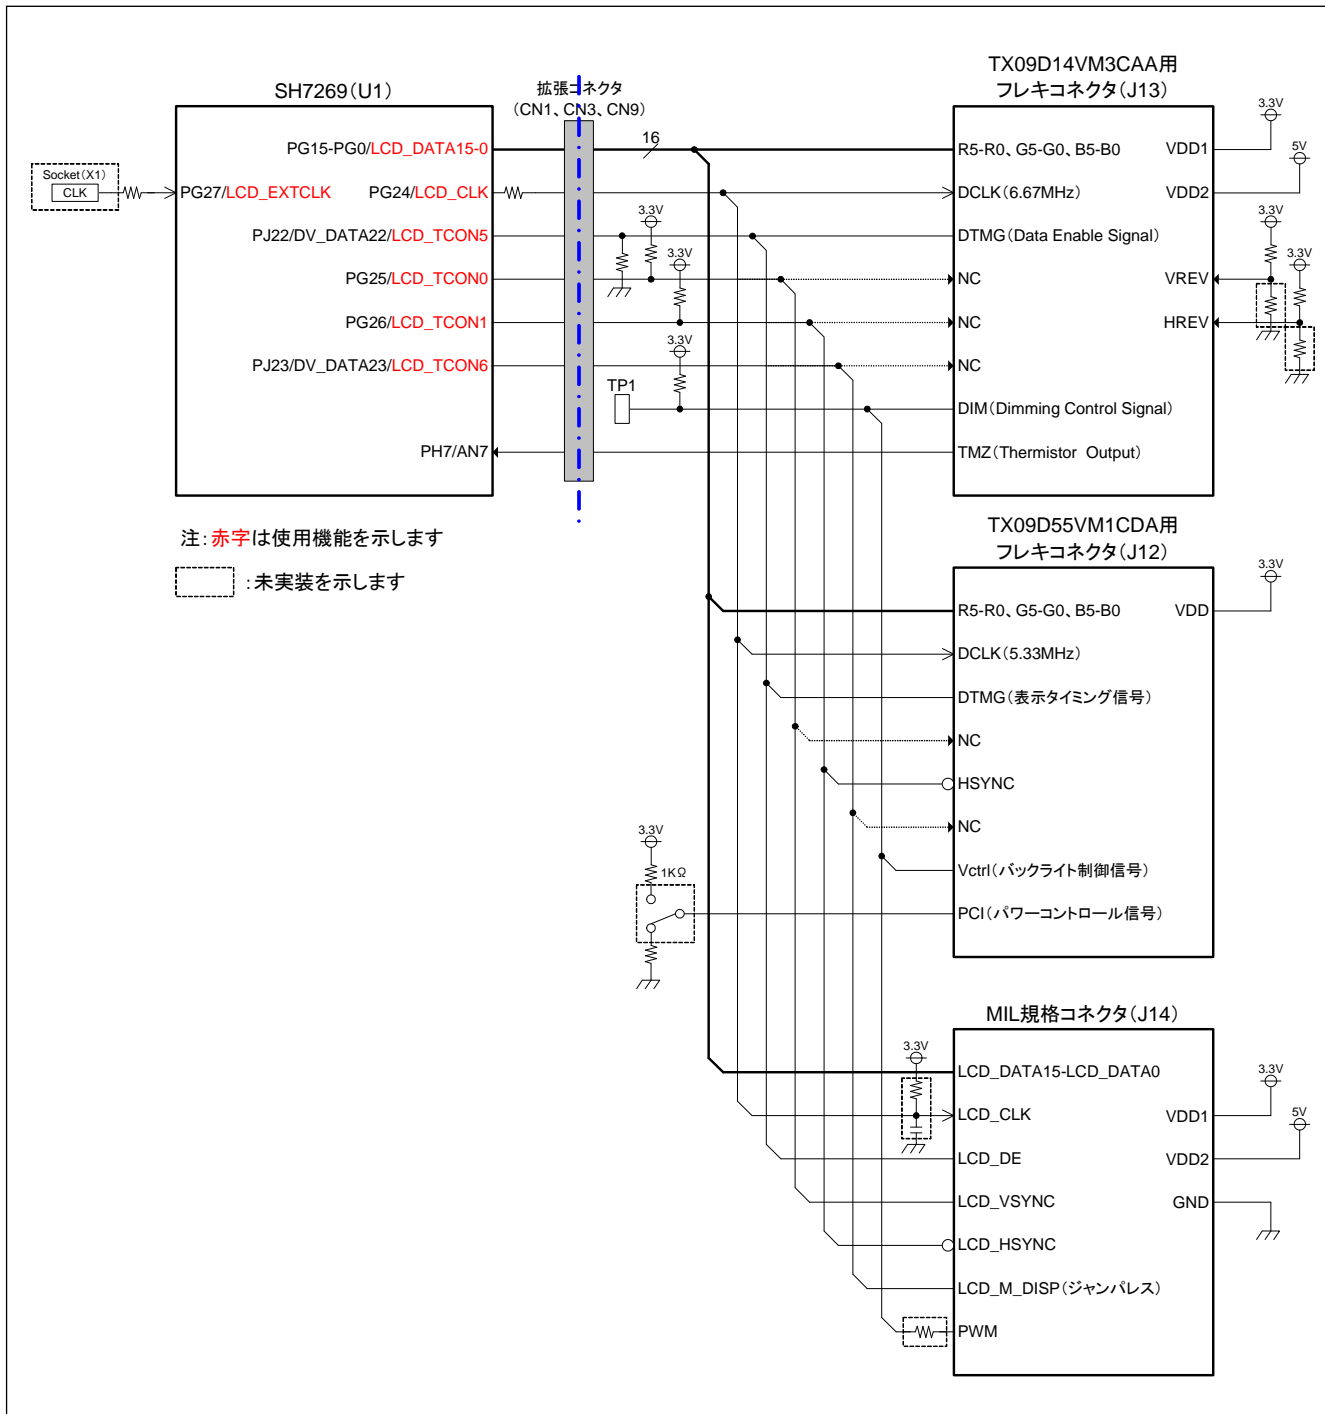 TX09D14VM3CAA用
フレキコネクタ(J13)
SH7269(U1)
拡張コネクタ
(CN1、CN3、CN9)
3.3V
5V
16
PG15-PG0/LCD_DATA15-0
R5-R0、G5-G0、B5-B0
VDD1
Socket(X1)
CLK
PG27/LCD_EXTCLK
PG24/LCD_CLK
DCLK(6.67MHz)
VDD2
3.3V
3.3V
PJ22/DV_DATA22/LCD_TCON5
DTMG(Data Enable Signal)
3.3V
3.3V
PG25/LCD_TCON0
NC
VREV
PG26/LCD_TCON1
NC
HREV
3.3V
PJ23/DV_DATA23/LCD_TCON6
NC
TP1
DIM(Dimming Control Signal)
PH7/AN7
TMZ(Thermistor Output)
注:赤字は使用機能を示します
:未実装を示します
TX09D55VM1CDA用
フレキコネクタ(J12)
3.3V
R5-R0、G5-G0、B5-B0
VDD
DCLK(5.33MHz)
DTMG(表示タイミング信号)
NC
HSYNC
NC
3.3V
1KΩ
Vctrl(バックライト制御信号)
PCI(パワーコントロール信号)
MIL規格コネクタ(J14)
3.3V
LCD_DATA15-LCD_DATA0
3.3V
LCD_CLK
VDD1
5V
LCD_DE
VDD2
LCD_VSYNC
GND
LCD_HSYNC
LCD_M_DISP(ジャンパレス)
PWM